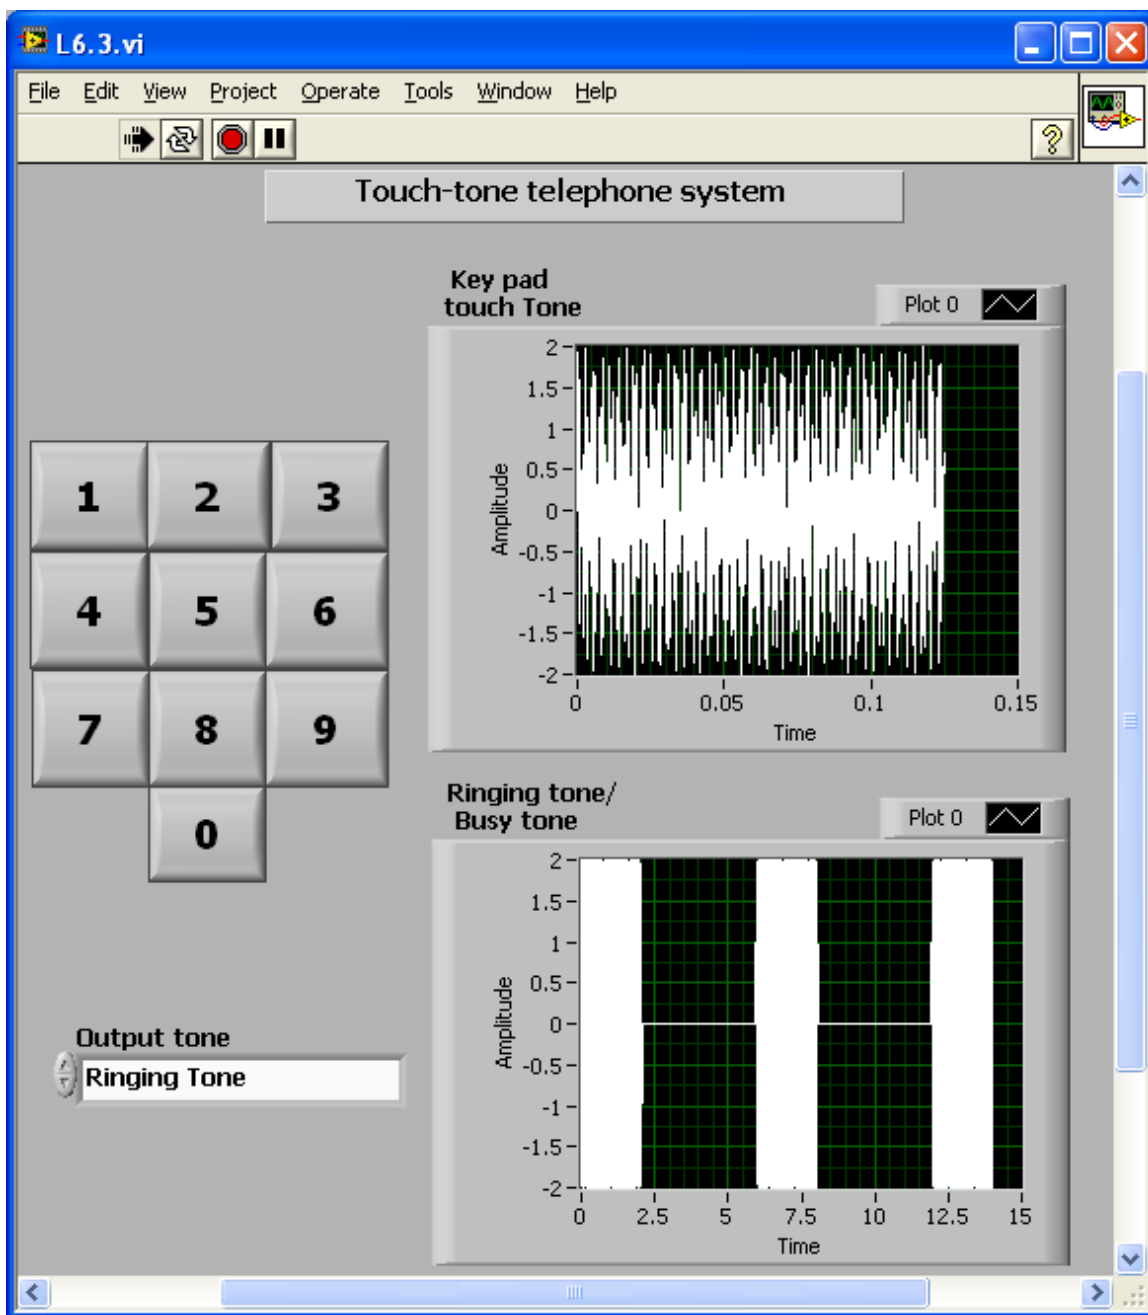 L6.3.vi
File Edit View Project Operate Tools Window Help
?
Touch-tone telephone system
Key pad
touch Tone
Plot 0
2
1.5
1
0.5
0
-0.5
-1
-1.5
-2
Amplitude
0 0.05 0.1 0.15
Time
1 2 3
4 5 6
7 8 9
0
Ringing tone/
Busy tone
Plot 0
2
1.5
1
0.5
0
-0.5
-1
-1.5
-2
Amplitude
0 2.5 5 7.5 10 12.5 15
Time
Output tone
Ringing Tone